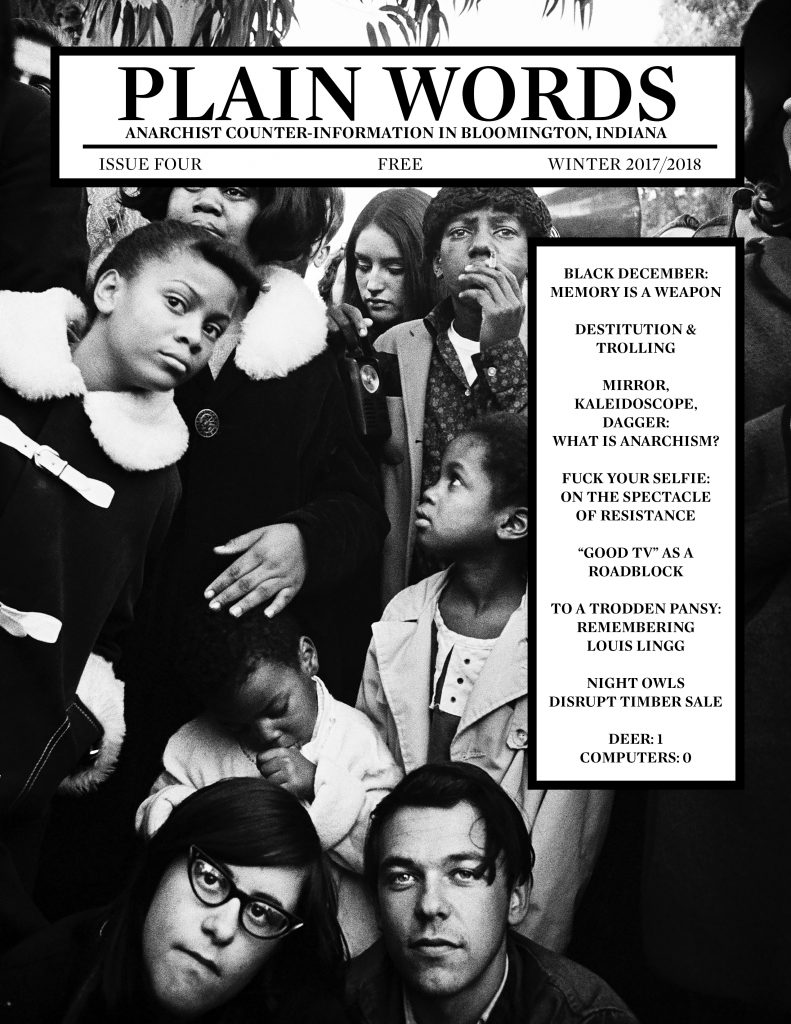 PLAIN WORDS
ANARCHIST COUNTER-INFORMATION IN BLOOMINGTON, INDIANA
ISSUE FOUR FREE WINTER 2017/2018
BLACK DECEMBER:
MEMORY IS A WEAPON
DESTITUTION &
TROLLING
MIRROR,
KALEIDOSCOPE,
DAGGER:
WHAT IS ANARCHISM?
FUCK YOUR SELFIE:
ON THE SPECTACLE
OF RESISTANCE
“GOOD TV” AS A
ROADBLOCK
TO A TRODDEN PANSY:
REMEMBERING
LOUIS LINGG
NIGHT OWLS
DISRUPT TIMBER SALE
DEER: 1
COMPUTERS: 0